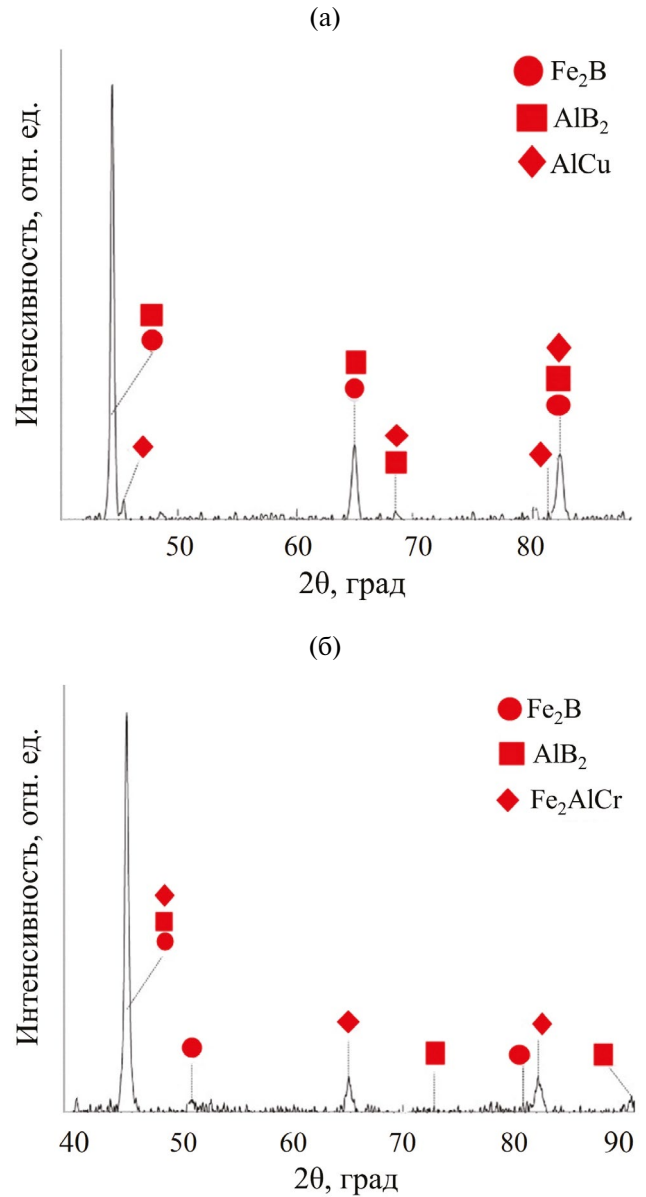 (а)
Fe₂B
AlB₂
AlCu
Интенсивность, отн. ед.
50 60 70 80
2θ, град
(б)
Fe₂B
AlB₂
Fe₂AlCr
Интенсивность, отн. ед.
40 50 60 70 80 90
2θ, град